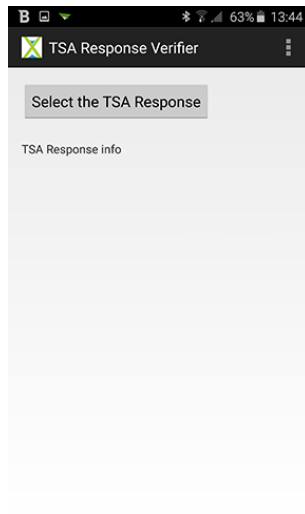 B 63% 13:44
TSA Response Verifier
Select the TSA Response
TSA Response info